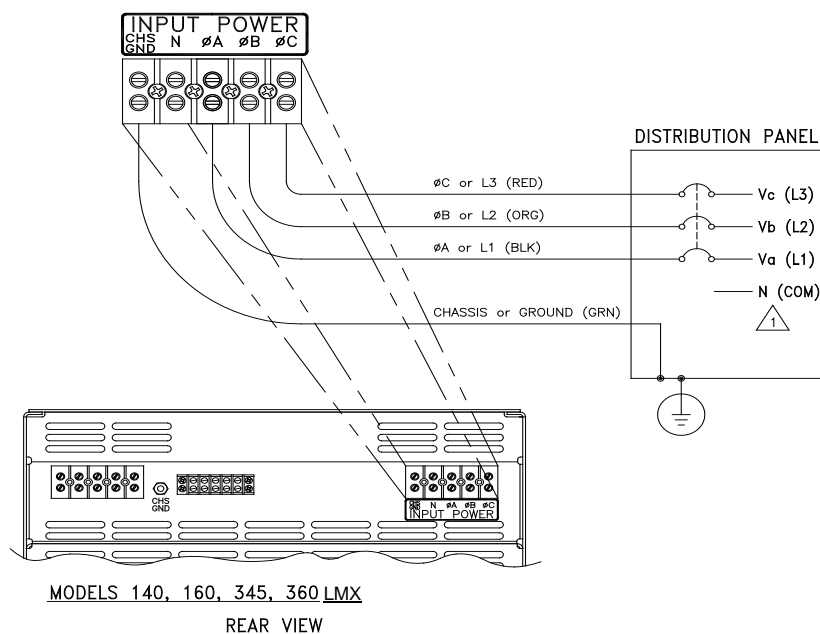 INPUT POWER
CHS GND N øA øB øC
DISTRIBUTION PANEL
øC or L3 (RED)
Vc (L3)
øB or L2 (ORG)
Vb (L2)
øA or L1 (BLK)
Va (L1)
N (COM)
1
CHASSIS or GROUND (GRN)
CHS
GND
N øA øB øC
INPUT POWER
MODELS 140, 160, 345, 360 LMX
REAR VIEW